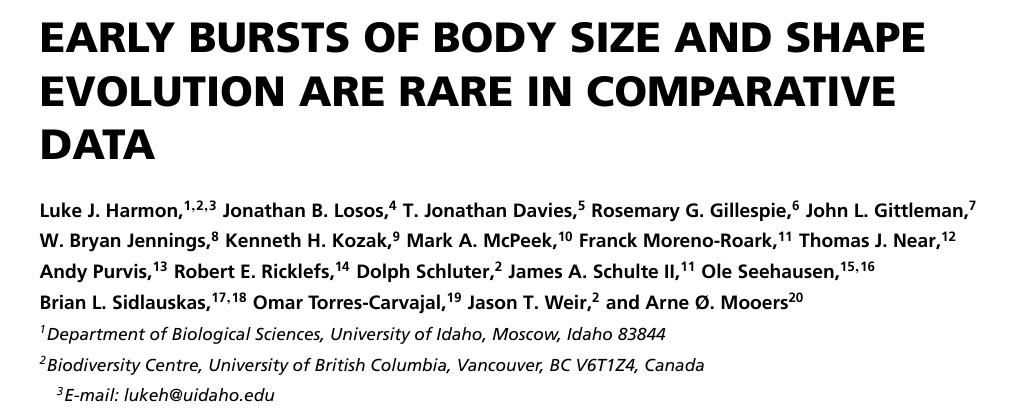 EARLY BURSTS OF BODY SIZE AND SHAPE
EVOLUTION ARE RARE IN COMPARATIVE
DATA
Luke J. Harmon,1,2,3 Jonathan B. Losos,4 T. Jonathan Davies,5 Rosemary G. Gillespie,6 John L. Gittleman,7
W. Bryan Jennings,8 Kenneth H. Kozak,9 Mark A. McPeek,10 Franck Moreno-Roark,11 Thomas J. Near,12
Andy Purvis,13 Robert E. Ricklefs,14 Dolph Schluter,2 James A. Schulte II,11 Ole Seehausen,15,16
Brian L. Sidlauskas,17,18 Omar Torres-Carvajal,19 Jason T. Weir,2 and Arne Ø. Mooers20
1Department of Biological Sciences, University of Idaho, Moscow, Idaho 83844
2Biodiversity Centre, University of British Columbia, Vancouver, BC V6T1Z4, Canada
3E-mail: lukeh@uidaho.edu